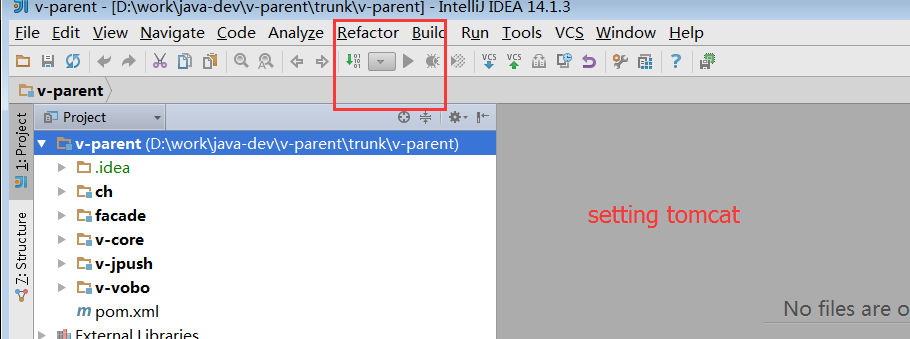 v-parent - [D:\work\java-dev\v-parent\trunk\v-parent] - IntelliJ IDEA 14.1.3
File Edit View Navigate Code Analyze Refactor Build Run Tools VCS Window Help
VCS VCS
v-parent
1: Project
Z: Structure
Project
v-parent (D:\work\java-dev\v-parent\trunk\v-parent)
.idea
ch
facade
v-core
v-jpush
v-vobo
m pom.xml
External Libraries
setting tomcat
No files are o